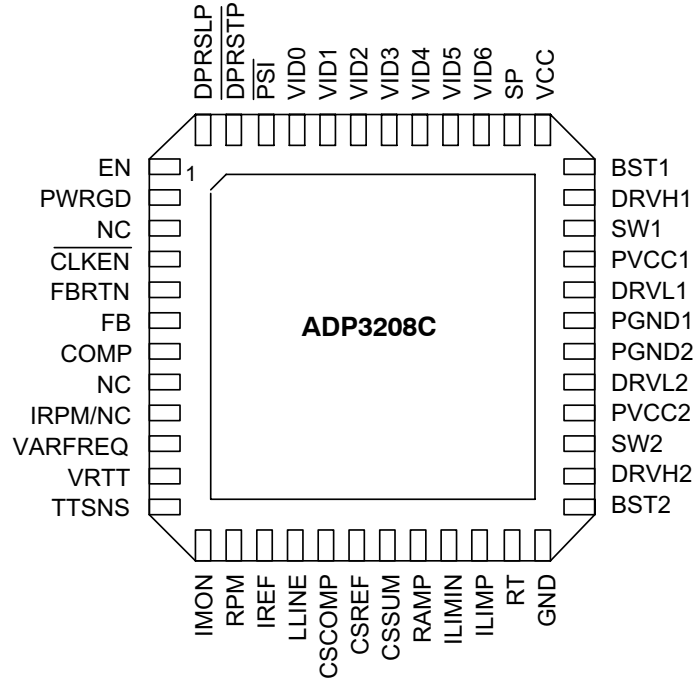 DPRSLP
DPRSTP
PSI
VID0
VID1
VID2
VID3
VID4
VID5
VID6
SP
VCC
EN
PWRGD
NC
CLKEN
FBRTN
FB
COMP
NC
IRPM/NC
VARFREQ
VRTT
TTSNS
1
ADP3208C
BST1
DRVH1
SW1
PVCC1
DRVL1
PGND1
PGND2
DRVL2
PVCC2
SW2
DRVH2
BST2
IMON
RPM
IREF
LLINE
CSCOMP
CSREF
CSSUM
RAMP
ILIMIN
ILIMP
RT
GND